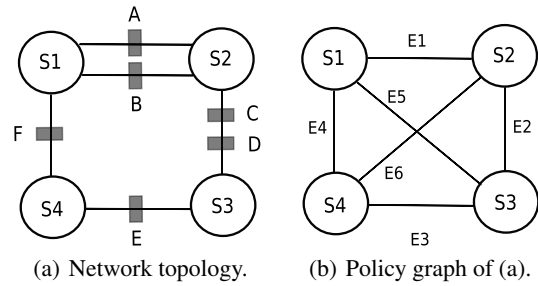 A
S1
S2
B
C
F
D
S4
S3
E
(a) Network topology.
S1
E1
S2
E5
E4
E2
E6
S4
S3
E3
(b) Policy graph of (a).